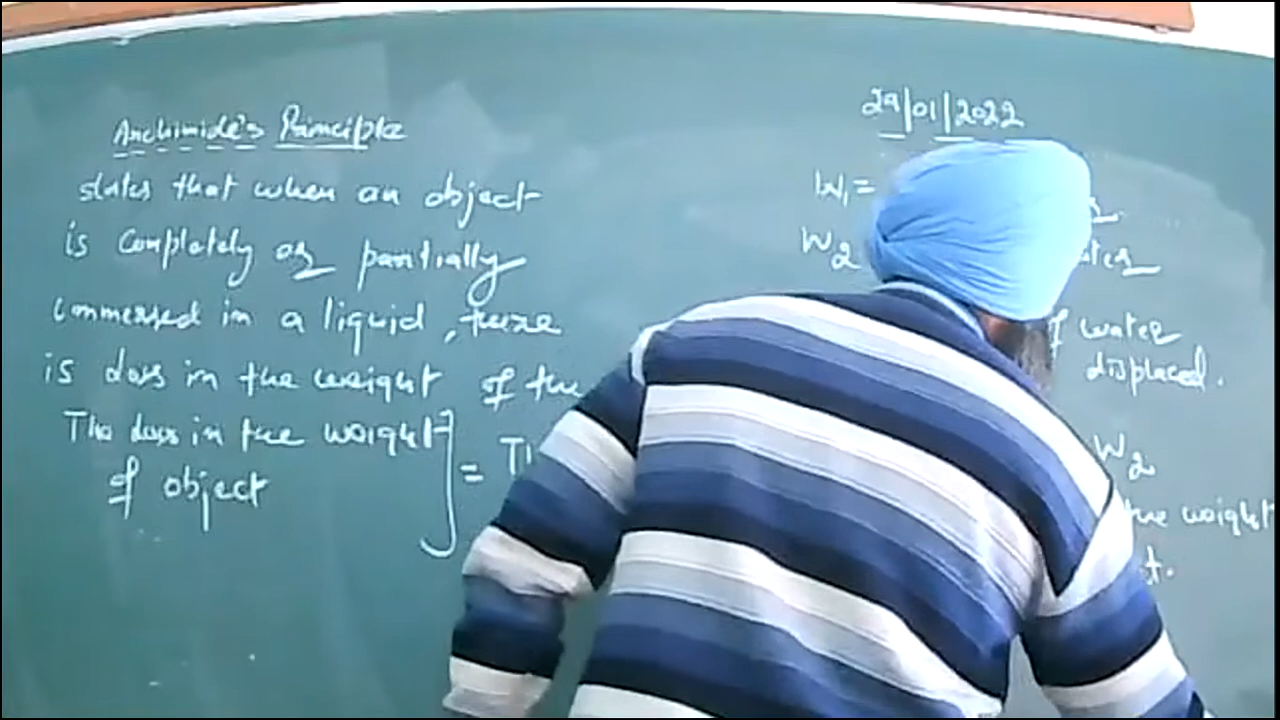 Archimide's Principle
states that when an object
is completely or partially
immersed in a liquid, there
is loss in the weight of the
The loss in the weight
of object
=
29/01/2022
W₁ =
W₂
of water
displaced.
W₂
the weight